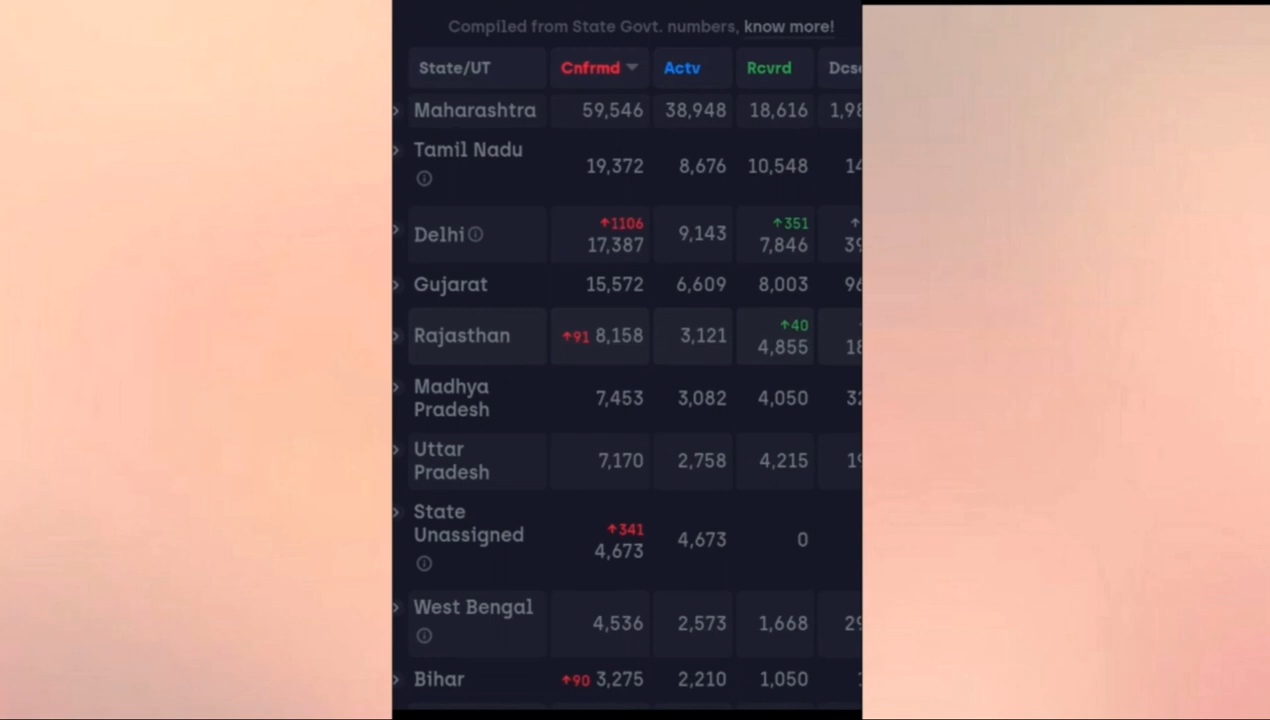 Compiled from State Govt. numbers, know more!
State/UT Cnfrmd Actv Rcvrd
Maharashtra 59,546 38,948 18,616
Tamil Nadu 19,372 8,676 10,548
Delhi ↑1106 17,387 9,143 ↑351 7,846
Gujarat 15,572 6,609 8,003
Rajasthan ↑91 8,158 3,121 ↑40 4,855
Madhya Pradesh 7,453 3,082 4,050
Uttar Pradesh 7,170 2,758 4,215
State Unassigned ↑341 4,673 4,673 0
West Bengal 4,536 2,573 1,668
Bihar ↑90 3,275 2,210 1,050